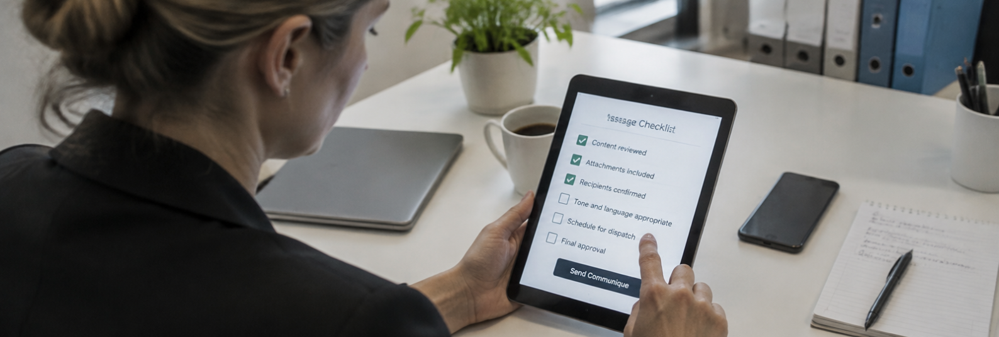 Checklist
Content reviewed
Attachments included
Recipients confirmed
Tone and language appropriate
Schedule for dispatch
Final approval
Send Communique